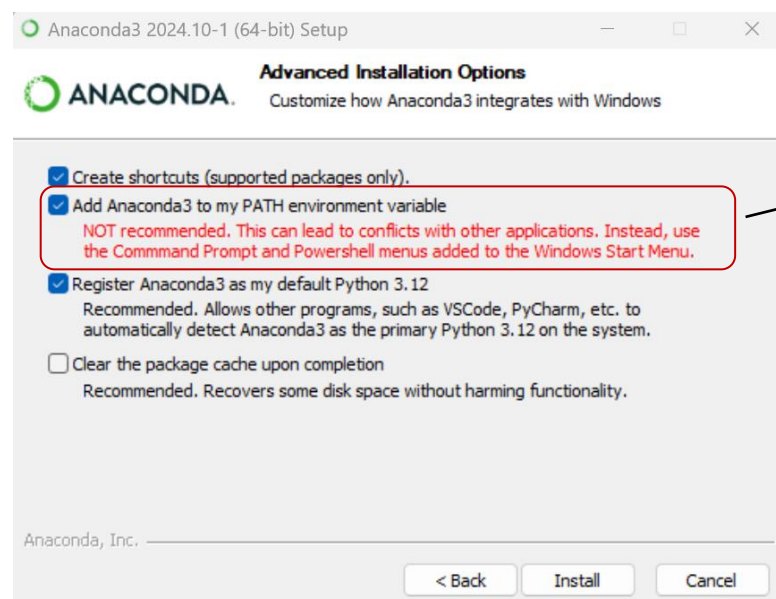 Anaconda3 2024.10-1 (64-bit) Setup
ANACONDA.
Advanced Installation Options
Customize how Anaconda3 integrates with Windows
Create shortcuts (supported packages only).
Add Anaconda3 to my PATH environment variable
NOT recommended. This can lead to conflicts with other applications. Instead, use
the Commmand Prompt and Powershell menus added to the Windows Start Menu.
Register Anaconda3 as my default Python 3.12
Recommended. Allows other programs, such as VSCode, PyCharm, etc. to
automatically detect Anaconda3 as the primary Python 3.12 on the system.
Clear the package cache upon completion
Recommended. Recovers some disk space without harming functionality.
Anaconda, Inc.
< Back Install Cancel